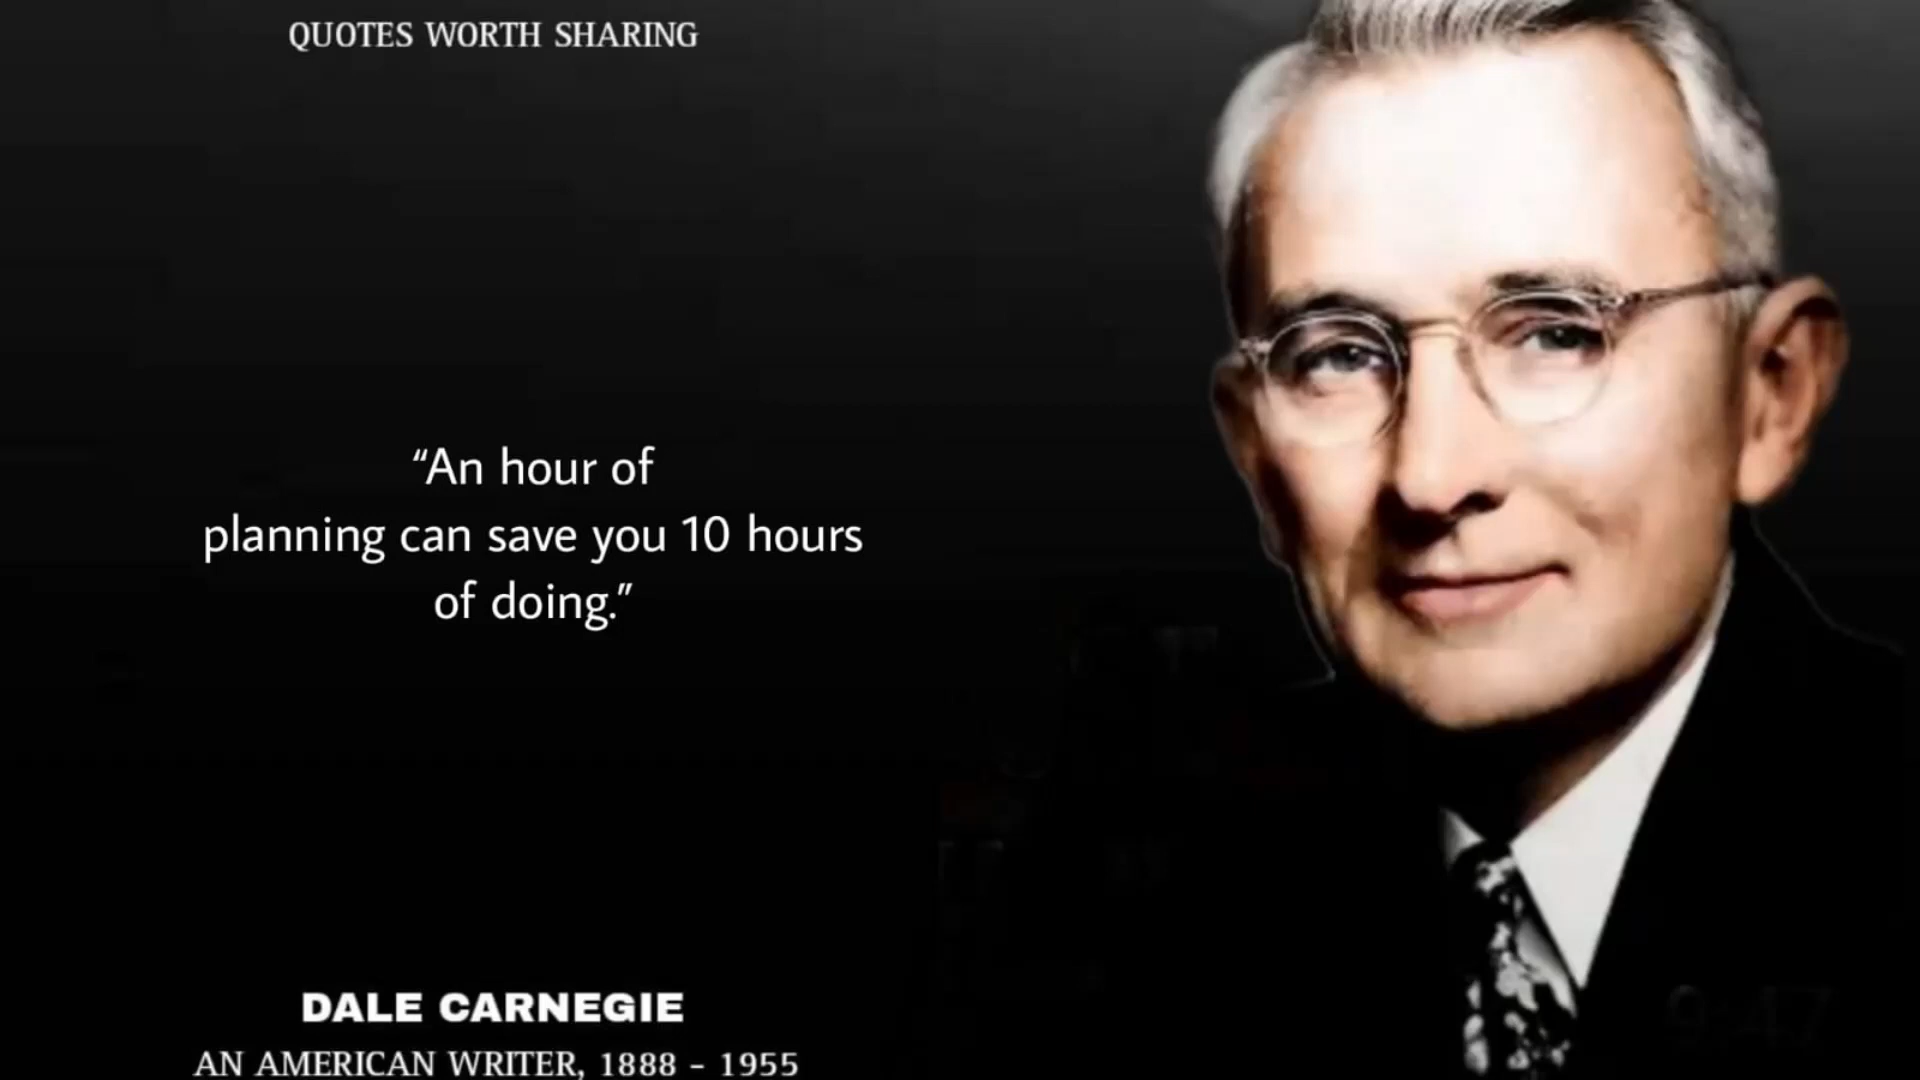 QUOTES WORTH SHARING
“An hour of
planning can save you 10 hours
of doing.”
DALE CARNEGIE
AN AMERICAN WRITER, 1888 – 1955